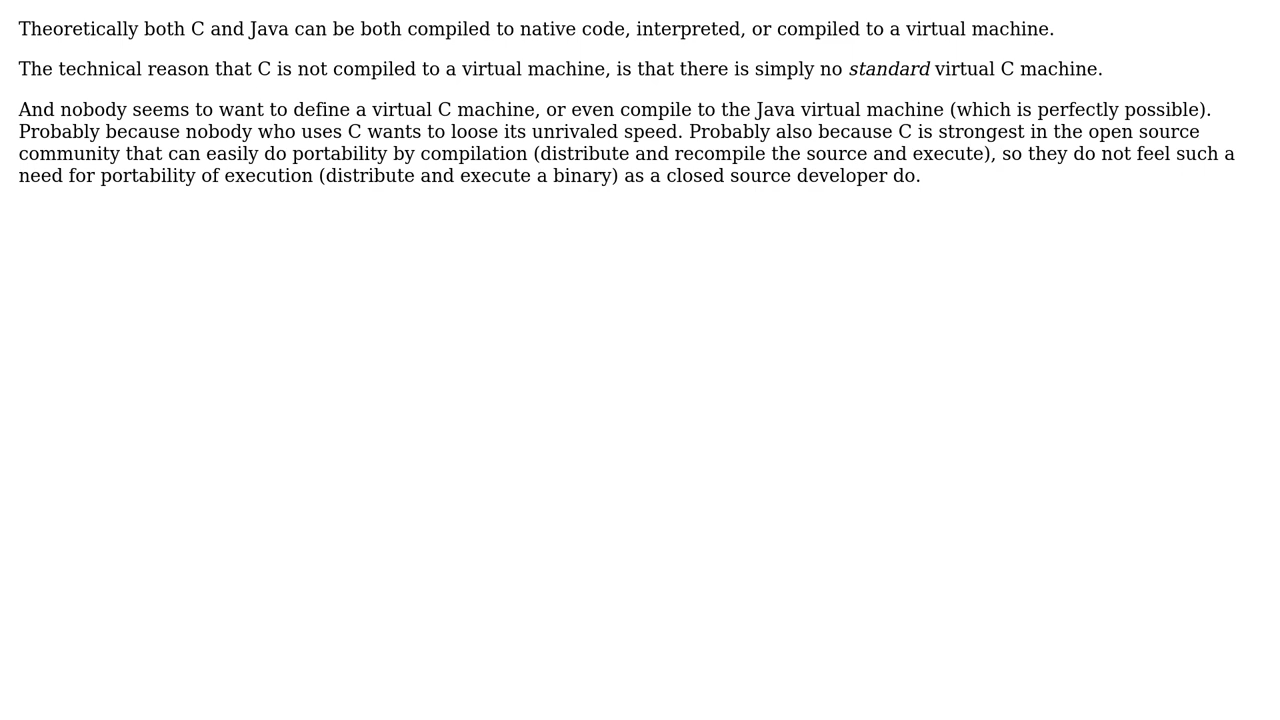 Theoretically both C and Java can be both compiled to native code, interpreted, or compiled to a virtual machine.
The technical reason that C is not compiled to a virtual machine, is that there is simply no standard virtual C machine.
And nobody seems to want to define a virtual C machine, or even compile to the Java virtual machine (which is perfectly possible).
Probably because nobody who uses C wants to loose its unrivaled speed. Probably also because C is strongest in the open source
community that can easily do portability by compilation (distribute and recompile the source and execute), so they do not feel such a
need for portability of execution (distribute and execute a binary) as a closed source developer do.